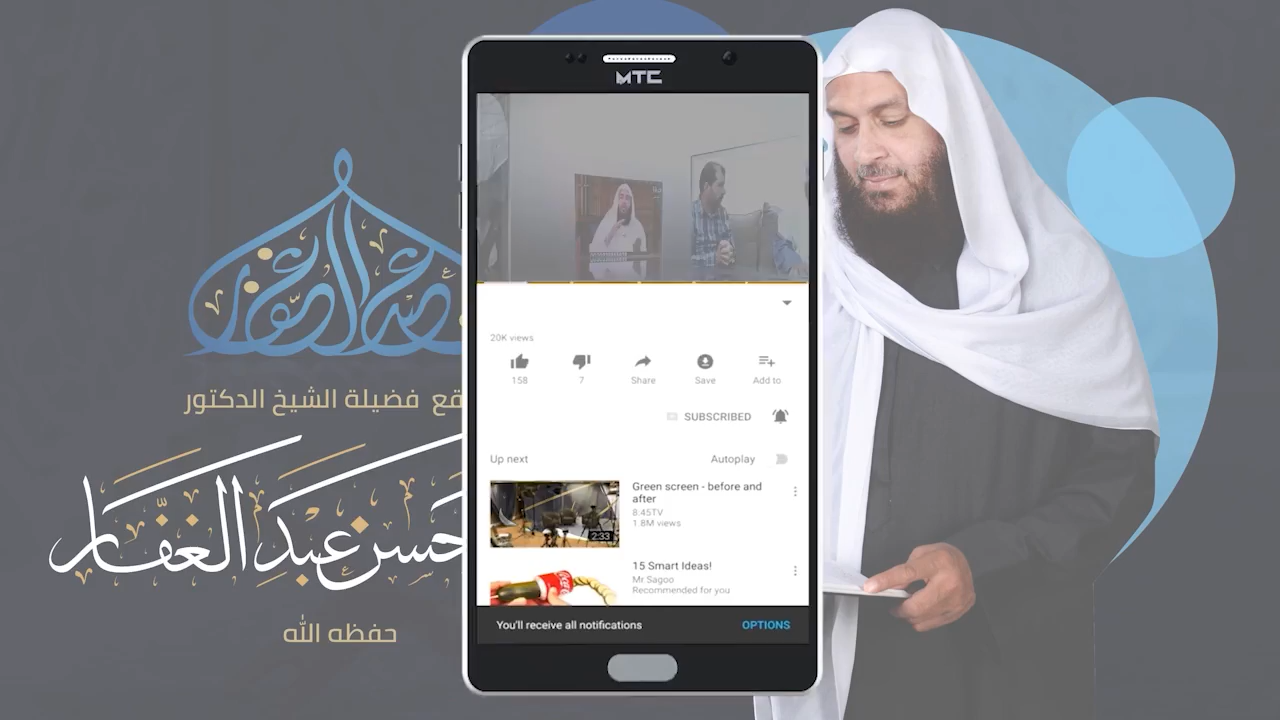 قع فضيلة الشيخ الدكتور
حسن عبد الغفار
حفظه الله
MTC
20K views
158
7
Share
Save
Add to
SUBSCRIBED
Up next
Autoplay
Green screen - before and
after
8:45TV
1.8M views
2:33
15 Smart Ideas!
Mr Sagoo
Recommended for you
You'll receive all notifications
OPTIONS